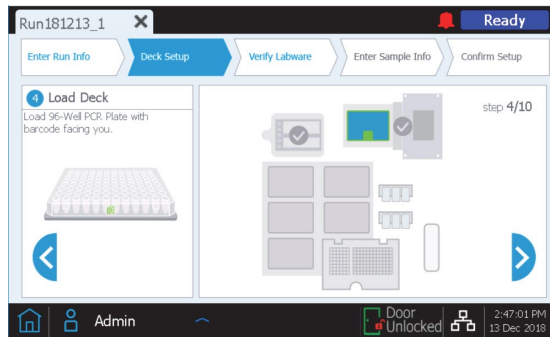 Run181213_1
Ready
Enter Run Info
Deck Setup
Verify Labware
Enter Sample Info
Confirm Setup
4 Load Deck
Load 96-Well PCR Plate with
barcode facing you.
step 4/10
Admin
Door
Unlocked
2:47:01 PM
13 Dec 2018